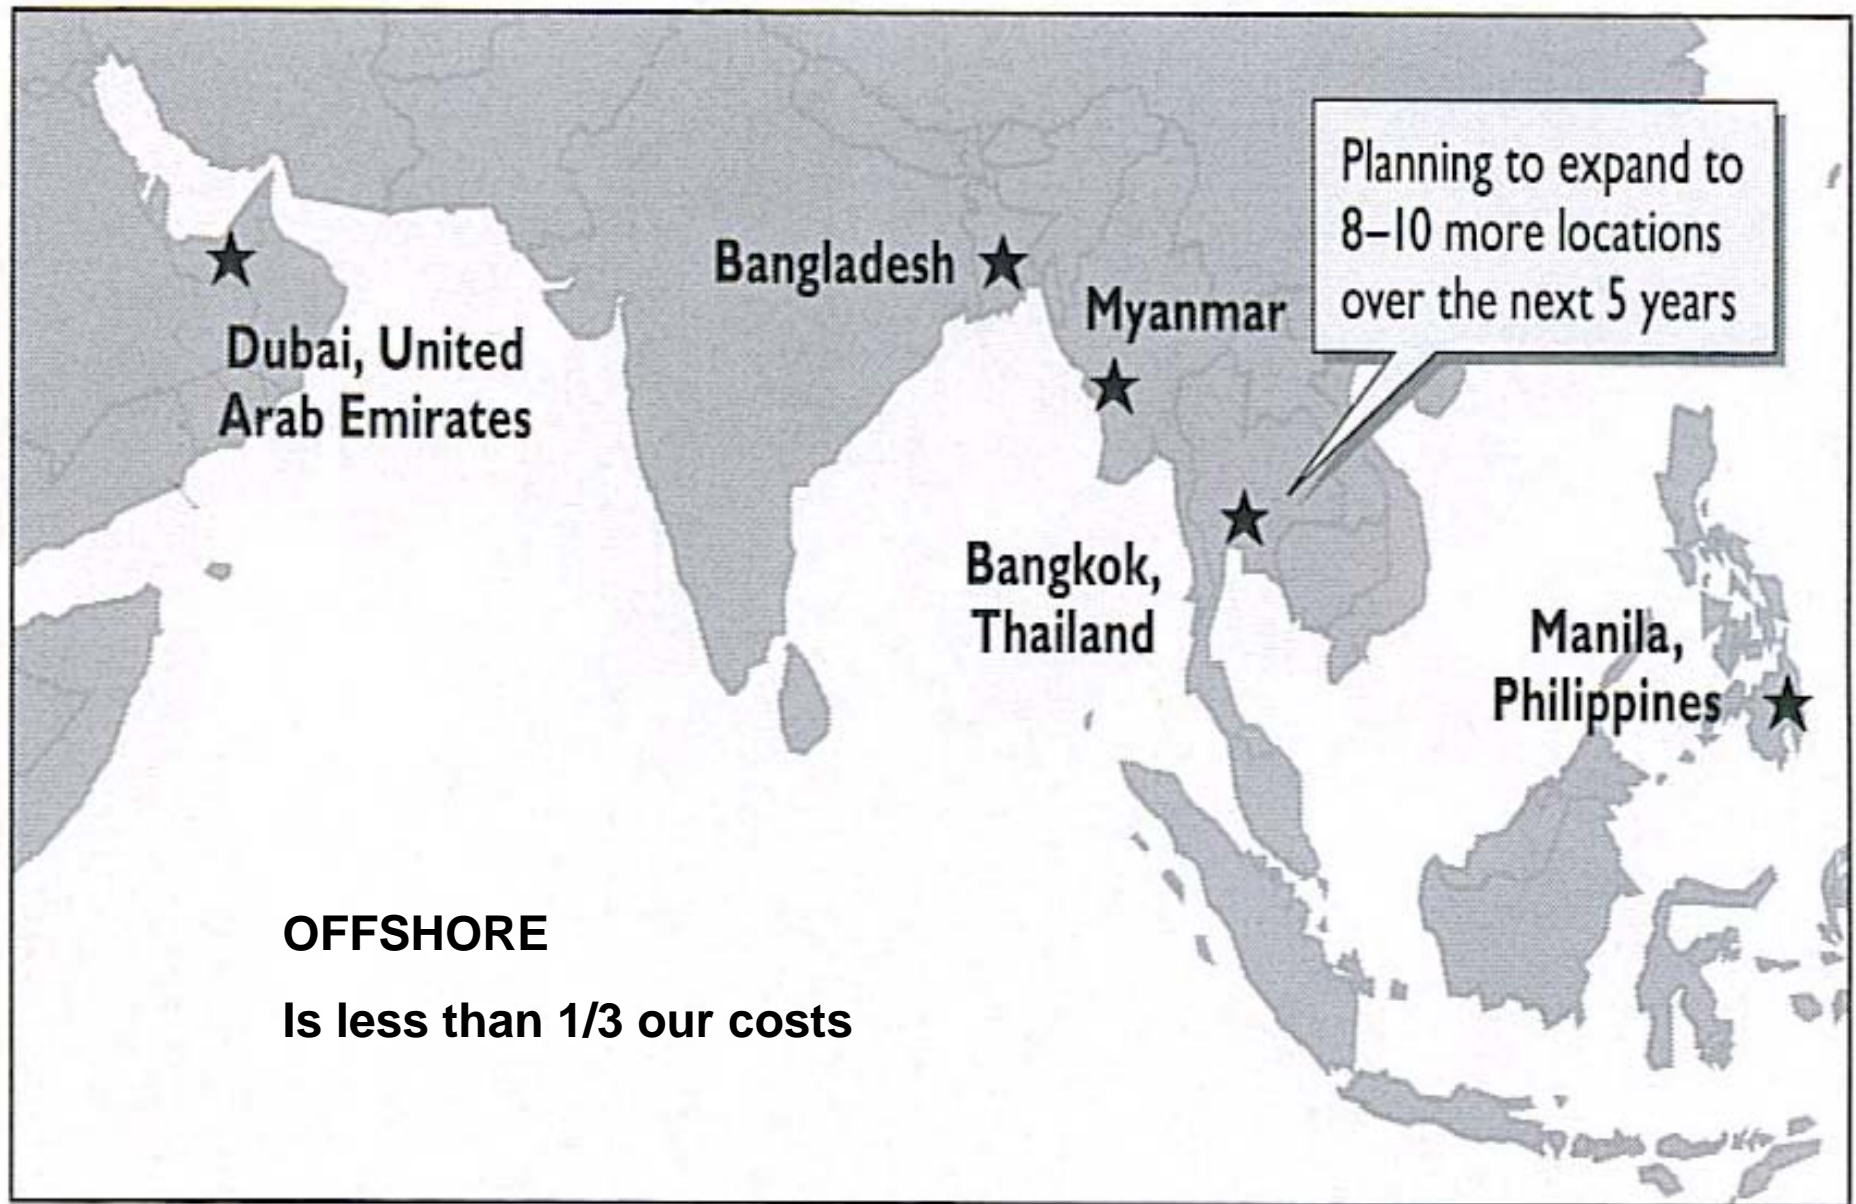 Planning to expand to
8–10 more locations
over the next 5 years
Bangladesh
Myanmar
Dubai, United
Arab Emirates
Bangkok,
Thailand
Manila,
Philippines
OFFSHORE
Is less than 1/3 our costs